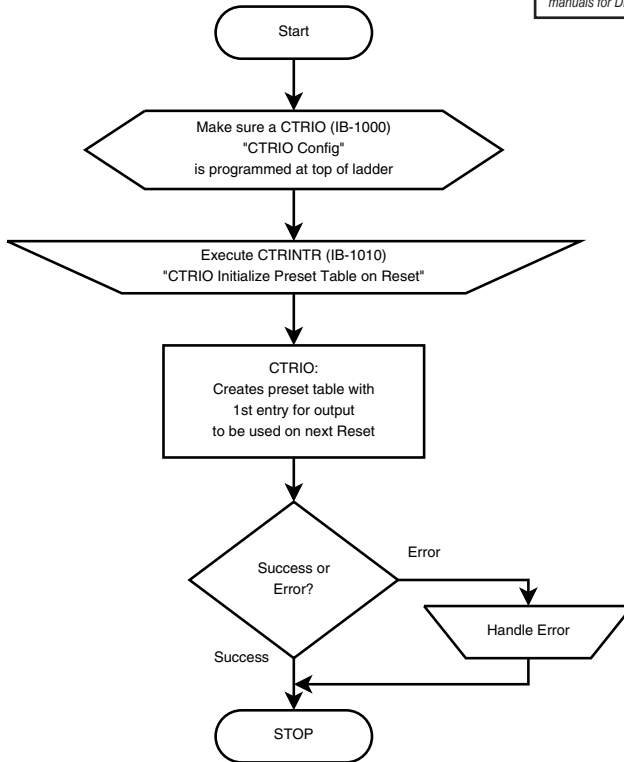 manuals for
Start
Make sure a CTRIO (IB-1000)
"CTRIO Config"
is programmed at top of ladder
Execute CTRINTR (IB-1010)
"CTRIO Initialize Preset Table on Reset"
CTRIO:
Creates preset table with
1st entry for output
to be used on next Reset
Success or
Error?
Error
Handle Error
Success
STOP